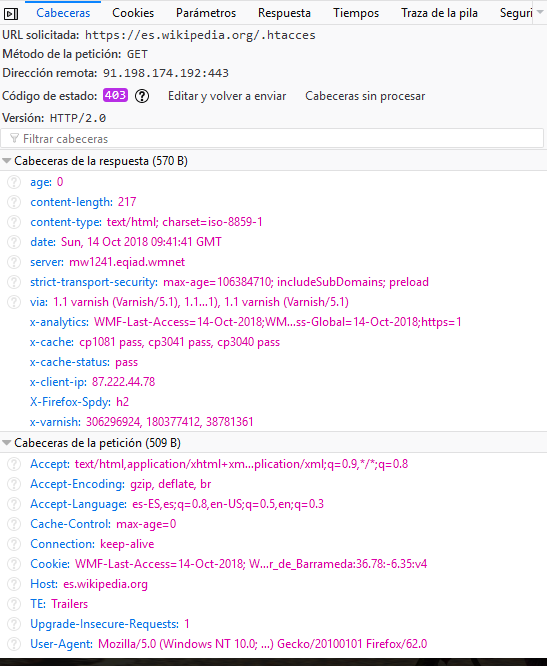 Cabeceras Cookies Parámetros Respuesta Tiempos Traza de la pila Seguri
URL solicitada: https://es.wikipedia.org/.htacces
Método de la petición: GET
Dirección remota: 91.198.174.192:443
Código de estado: 403 ? Editar y volver a enviar Cabeceras sin procesar
Versión: HTTP/2.0
Filtrar cabeceras
Cabeceras de la respuesta (570 B)
? age: 0
? content-length: 217
? content-type: text/html; charset=iso-8859-1
? date: Sun, 14 Oct 2018 09:41:41 GMT
? server: mw1241.eqiad.wmnet
? strict-transport-security: max-age=106384710; includeSubDomains; preload
? via: 1.1 varnish (Varnish/5.1), 1.1...1), 1.1 varnish (Varnish/5.1)
x-analytics: WMF-Last-Access=14-Oct-2018;WM...ss-Global=14-Oct-2018;https=1
x-cache: cp1081 pass, cp3041 pass, cp3040 pass
x-cache-status: pass
x-client-ip: 87.222.44.78
X-Firefox-Spdy: h2
x-varnish: 306296924, 180377412, 38781361
Cabeceras de la petición (509 B)
? Accept: text/html,application/xhtml+xm...plication/xml;q=0.9,*/*;q=0.8
? Accept-Encoding: gzip, deflate, br
? Accept-Language: es-ES,es;q=0.8,en-US;q=0.5,en;q=0.3
? Cache-Control: max-age=0
? Connection: keep-alive
? Cookie: WMF-Last-Access=14-Oct-2018; W...r_de_Barrameda:36.78:-6.35:v4
? Host: es.wikipedia.org
? TE: Trailers
? Upgrade-Insecure-Requests: 1
? User-Agent: Mozilla/5.0 (Windows NT 10.0; ...) Gecko/20100101 Firefox/62.0